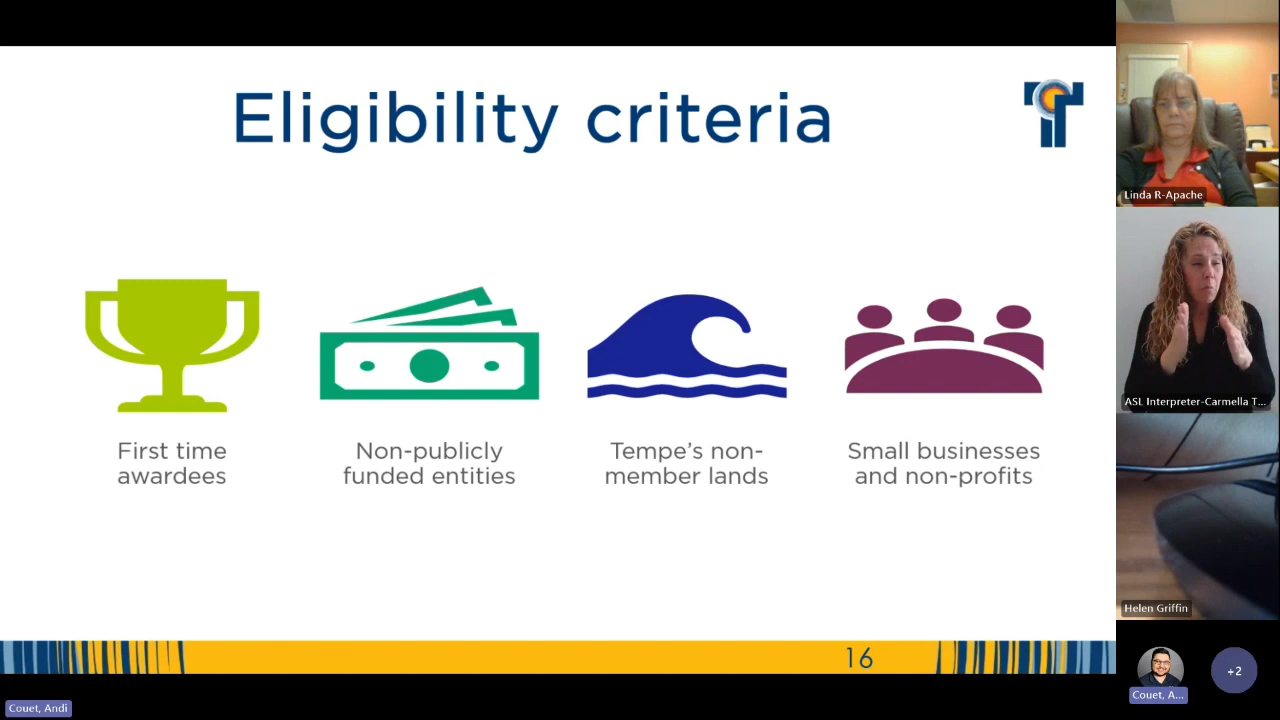 Eligibility criteria
First time
awardees
Non-publicly
funded entities
Tempe's non-
member lands
Small businesses
and non-profits
16
Linda R-Apache
ASL Interpreter-Carmella T...
Helen Griffin
Couet, A...
+2
Couet, Andi